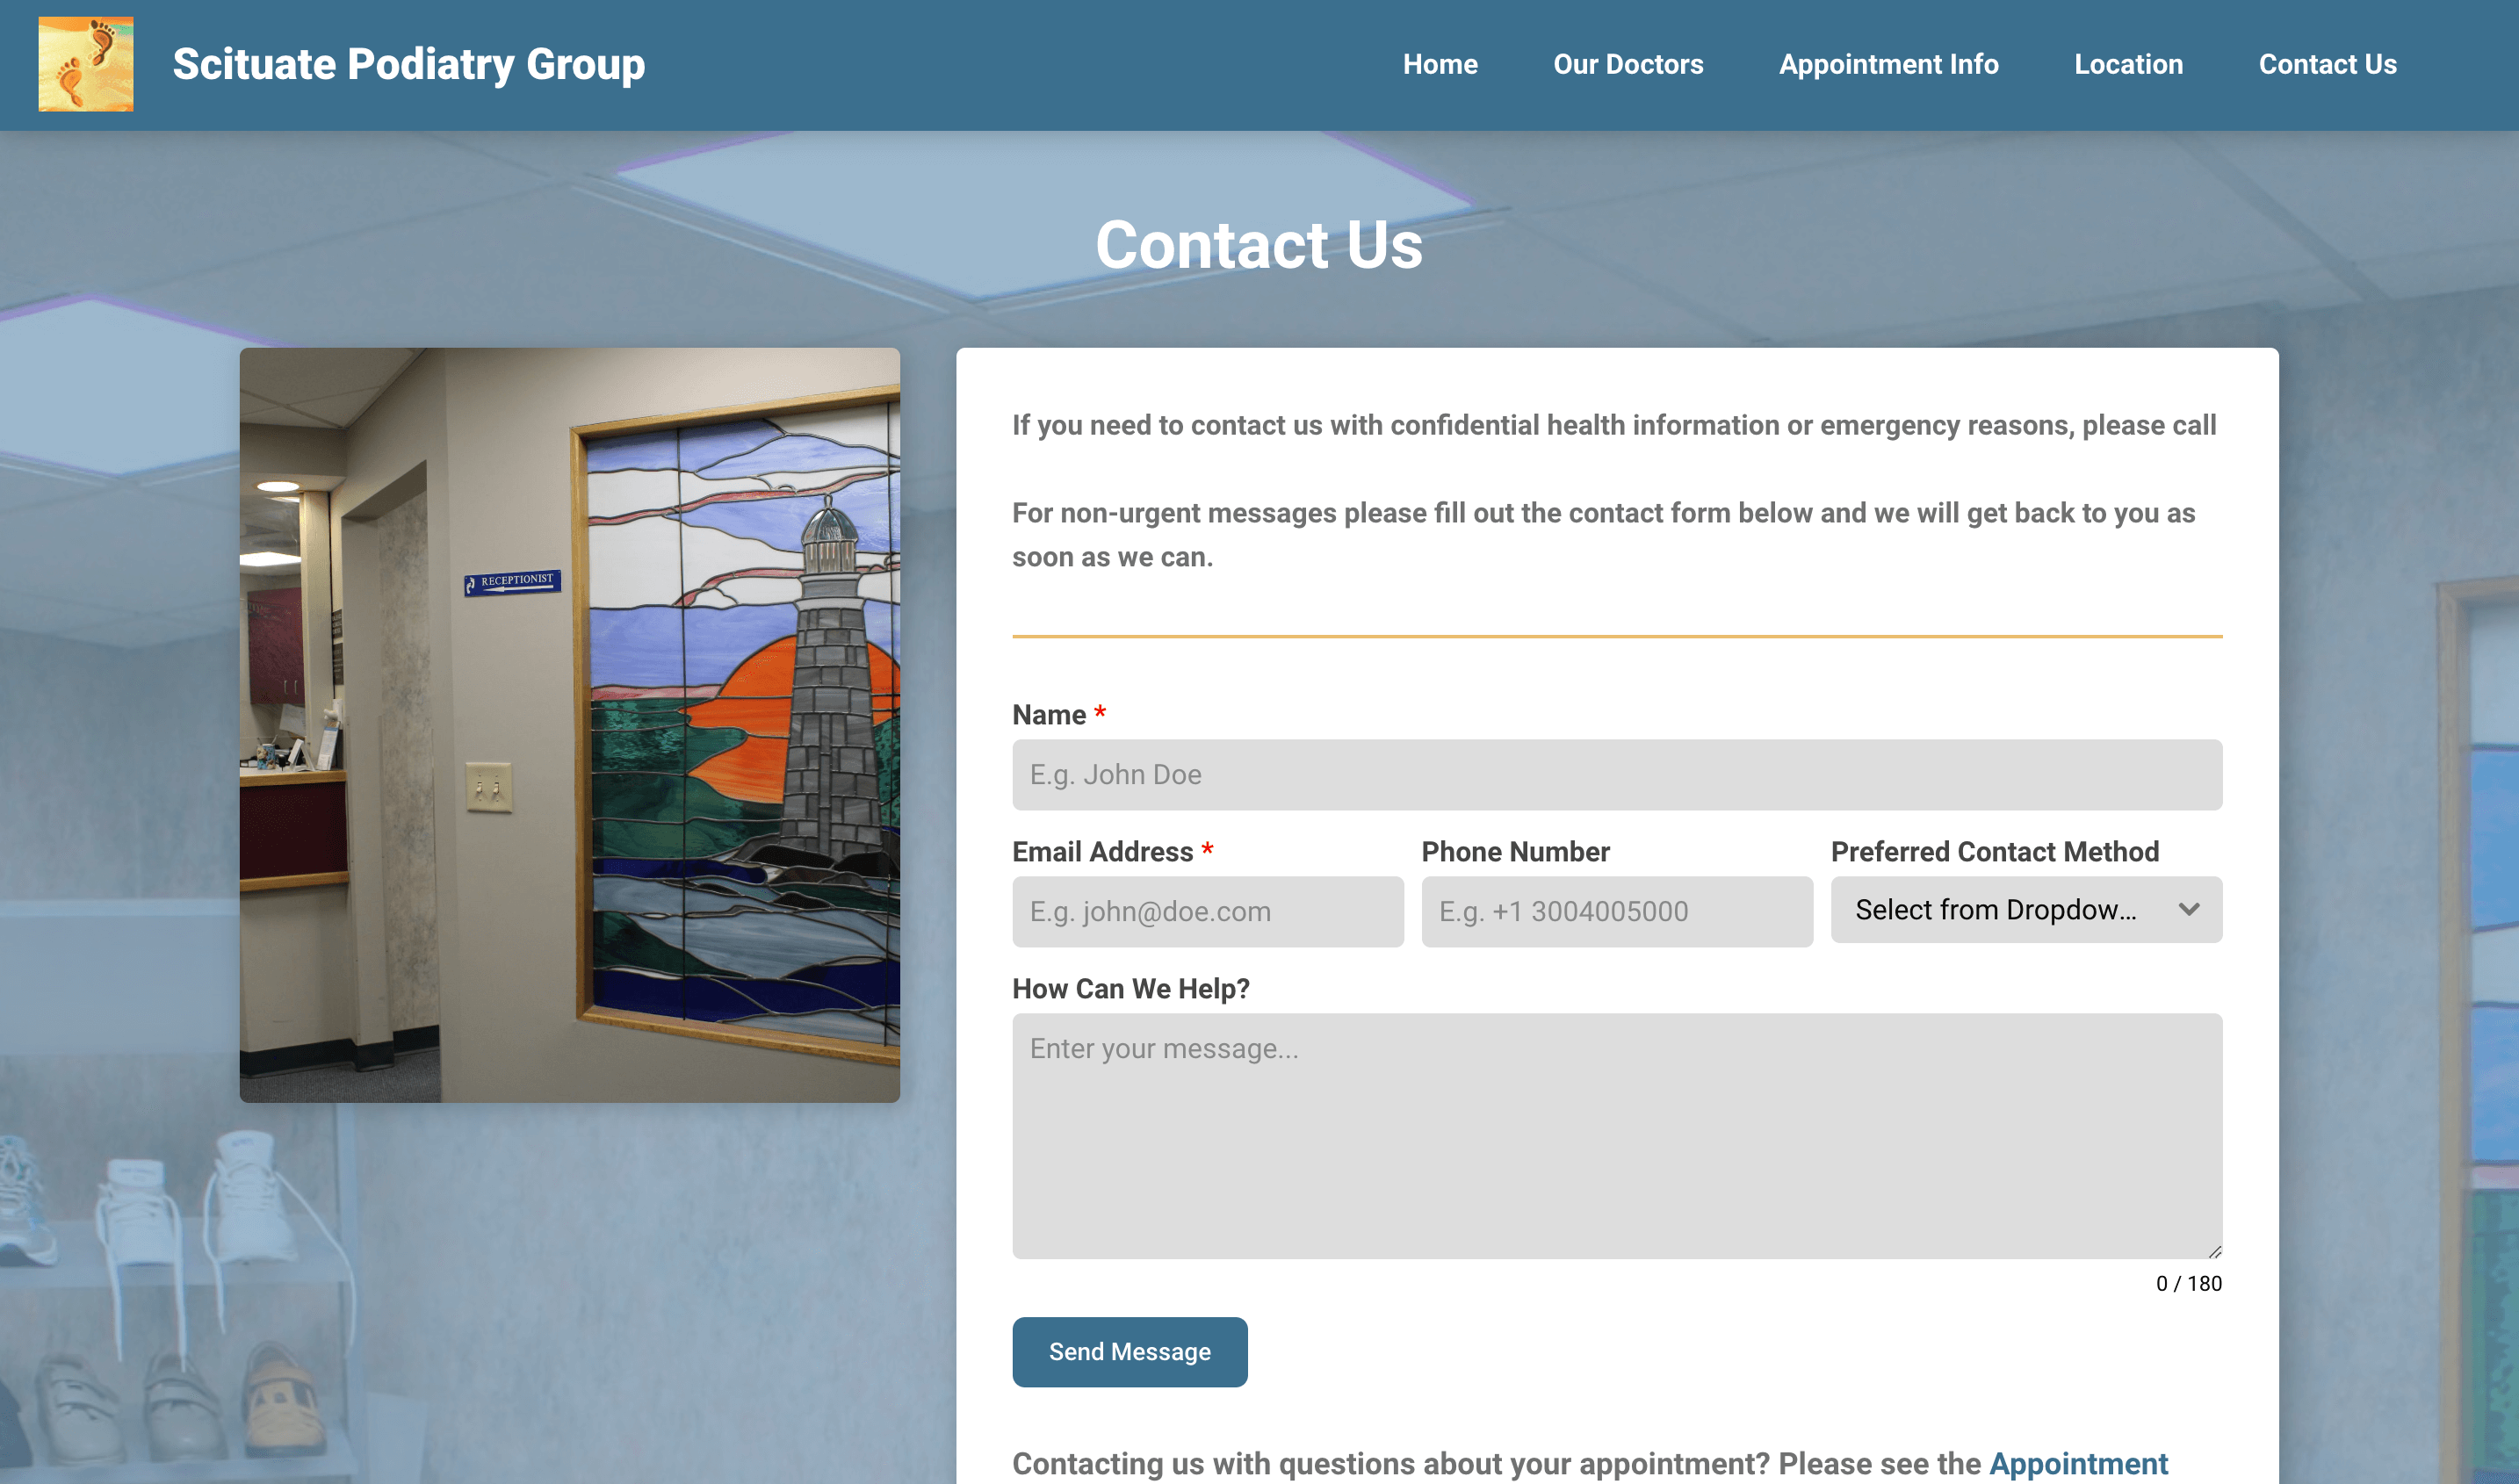 Scituate Podiatry Group
Home
Our Doctors
Appointment Info
Location
Contact Us
Contact Us
RECEPTIONIST
If you need to contact us with confidential health information or emergency reasons, please call
For non-urgent messages please fill out the contact form below and we will get back to you as
soon as we can.
Name *
E.g. John Doe
Email Address *
Phone Number
Preferred Contact Method
E.g. john@doe.com
E.g. +1 3004005000
Select from Dropdow...
How Can We Help?
Enter your message...
0 / 180
Send Message
Contacting us with questions about your appointment? Please see the Appointment